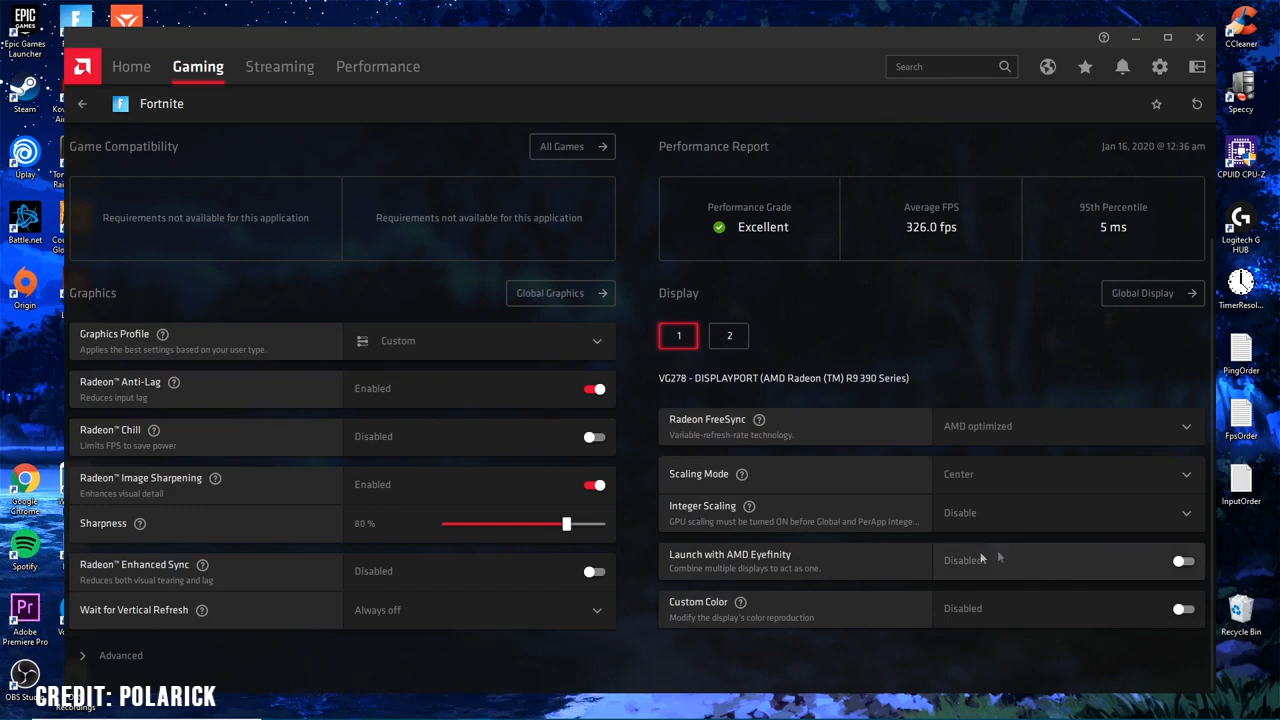 EPIC
GAMES
Epic Games
Launcher
Steam
Uplay
Battle.net
Origin
Google
Chrome
Spotify
Pr
Adobe
Premiere Pro
CREDIT: POLARICK
Home
Gaming
Streaming
Performance
Search
Fortnite
Game Compatibility
All Games
Requirements not available for this application
Requirements not available for this application
Performance Report
Jan 16, 2020 @ 12:36 am
Performance Grade
Excellent
Average FPS
326.0 fps
95th Percentile
5 ms
Graphics
Global Graphics
Graphics Profile
Applies the best settings based on your user type.
Custom
Radeon™ Anti-Lag
Reduces input lag
Enabled
Radeon™ Chill
Limits FPS to save power
Disabled
Radeon™ Image Sharpening
Enhances visual detail
Enabled
Sharpness
80 %
Radeon™ Enhanced Sync
Reduces both visual tearing and lag
Disabled
Wait for Vertical Refresh
Always off
Advanced
Display
Global Display
1
2
VG278 - DISPLAYPORT (AMD Radeon (TM) R9 390 Series)
Radeon FreeSync
Variable-refresh-rate technology.
AMD optimized
Scaling Mode
Center
Integer Scaling
GPU scaling must be turned ON before Global and PerApp Intege...
Disable
Launch with AMD Eyefinity
Combine multiple displays to act as one.
Disabled
Custom Color
Modify the display's color reproduction
Disabled
CCleaner
Speccy
CPUID CPU-Z
Logitech G
HUB
TimerResol...
PingOrder
FpsOrder
InputOrder
Recycle Bin